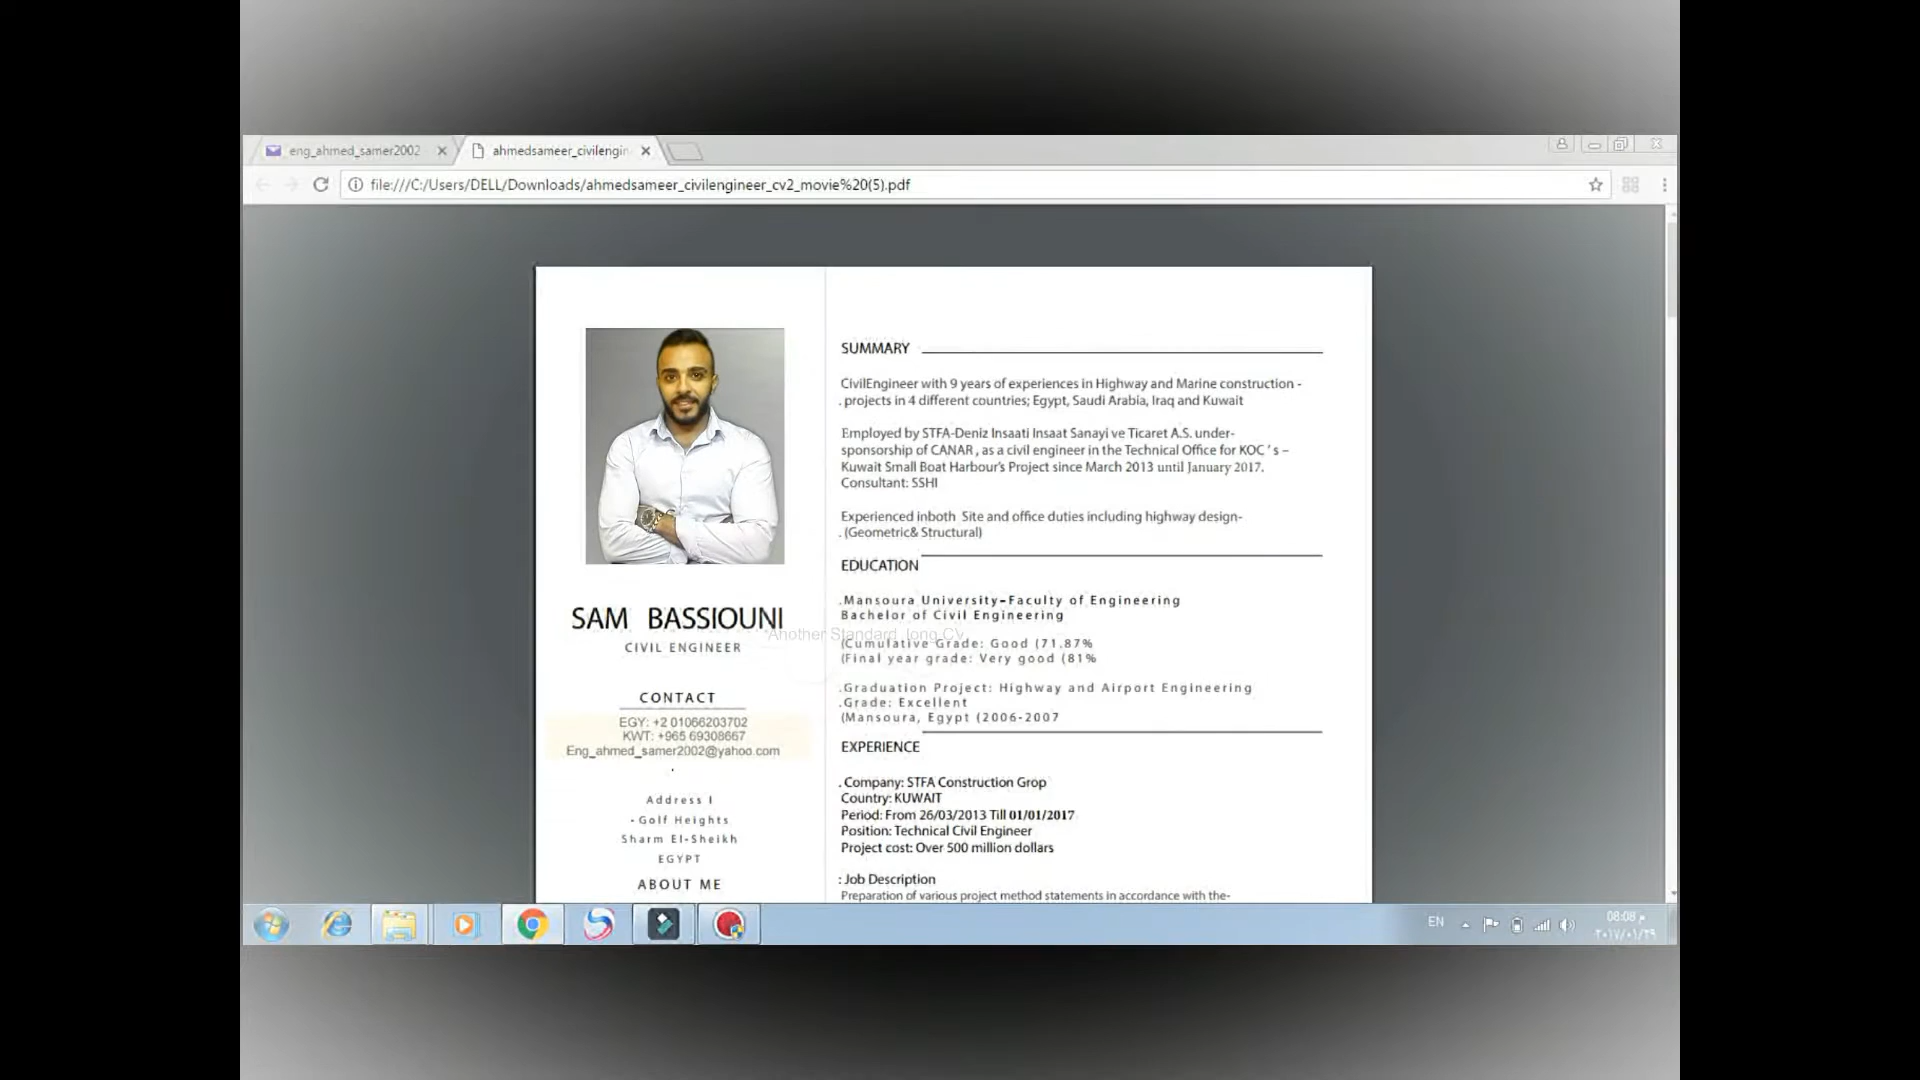 eng_ahmed_samer2002
ahmedsameer_civilengin
file:///C:/Users/DELL/Downloads/ahmedsameer_civilengineer_cv2_movie%20(5).pdf
SAM BASSIOUNI
CIVIL ENGINEER
CONTACT
EGY: +2 01066203702
KWT: +965 69308667
Eng_ahmed_samer2002@yahoo.com
.
Address I
- Golf Heights
Sharm El-Sheikh
EGYPT
ABOUT ME
SUMMARY
CivilEngineer with 9 years of experiences in Highway and Marine construction -
. projects in 4 different countries; Egypt, Saudi Arabia, Iraq and Kuwait
Employed by STFA-Deniz Insaati Insaat Sanayi ve Ticaret A.S. under-
sponsorship of CANAR , as a civil engineer in the Technical Office for KOC ' s –
Kuwait Small Boat Harbour's Project since March 2013 until January 2017.
Consultant: SSHI
Experienced inboth Site and office duties including highway design-
. (Geometric& Structural)
EDUCATION
.Mansoura University–Faculty of Engineering
Bachelor of Civil Engineering
Another Standard long CV
(Cumulative Grade: Good (71.87%
(Final year grade: Very good (81%
.Graduation Project: Highway and Airport Engineering
.Grade: Excellent
(Mansoura, Egypt (2006-2007
EXPERIENCE
. Company: STFA Construction Grop
Country: KUWAIT
Period: From 26/03/2013 Till 01/01/2017
Position: Technical Civil Engineer
Project cost: Over 500 million dollars
: Job Description
Preparation of various project method statements in accordance with the-
EN
08:08 م
٢٠١٧/٠١/٢٩